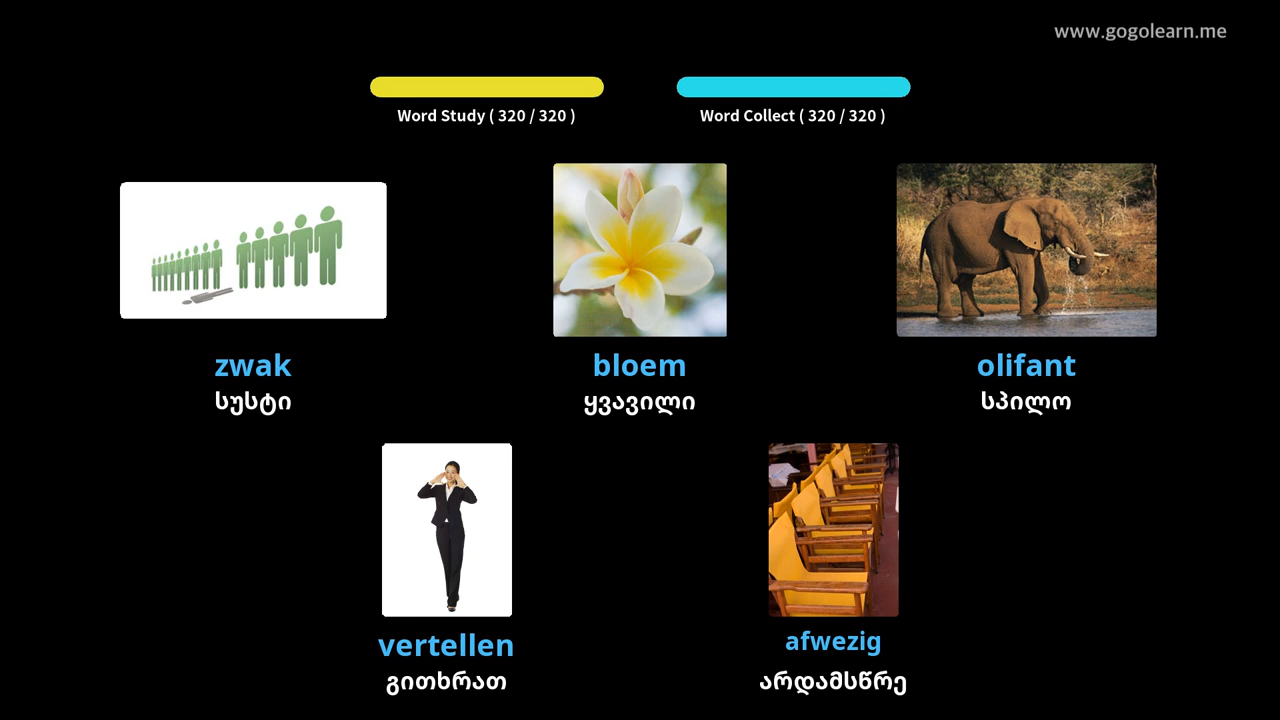 www.gogolearn.me
Word Study ( 320 / 320 )
Word Collect ( 320 / 320 )
zwak
სუსტი
bloem
ყვავილი
olifant
სპილო
vertellen
გითხრათ
afwezig
არდამსწრე